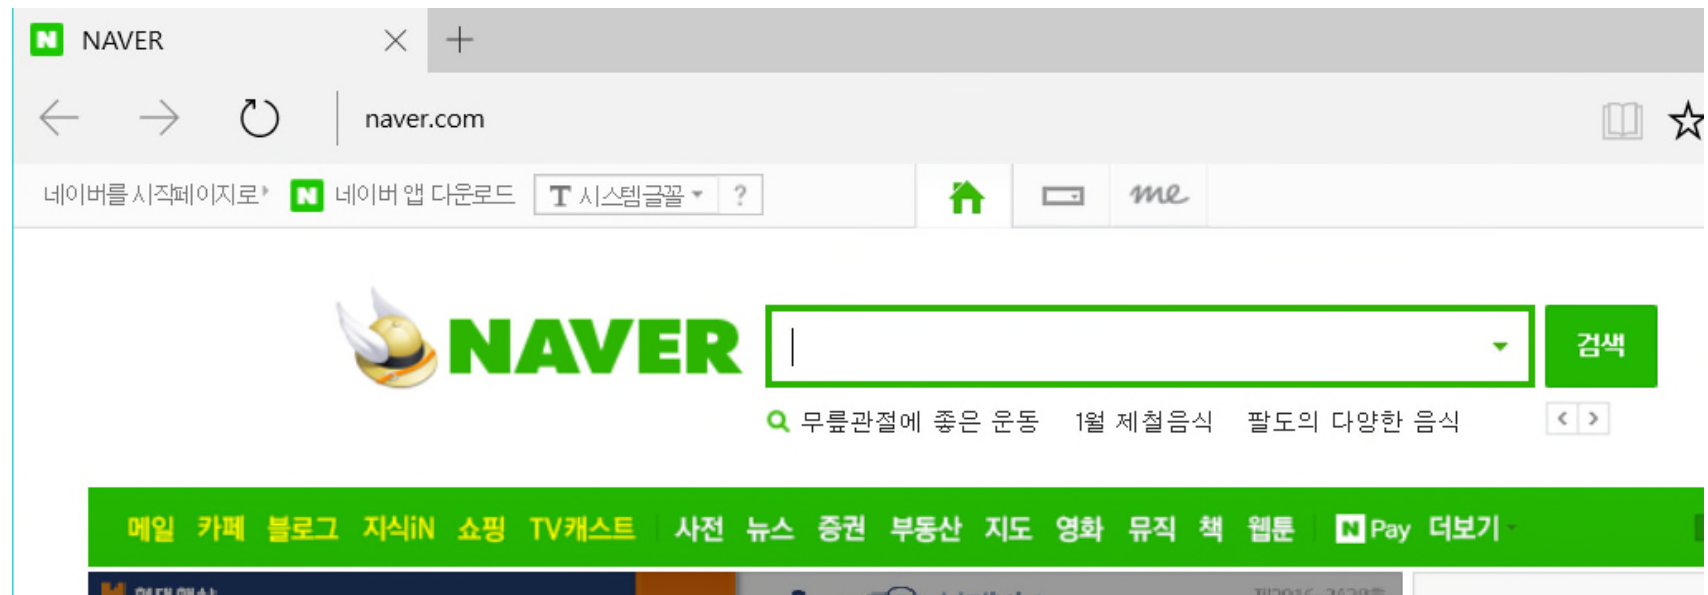 NAVER
naver.com
네이버를 시작페이지로 N 네이버 앱 다운로드 T 시스템글꼴 ? me
NAVER 검색
무릎관절에 좋은 운동 1월 제철음식 팔도의 다양한 음식
메일 카페 블로그 지식iN 쇼핑 TV캐스트 사전 뉴스 증권 부동산 지도 영화 뮤직 책 웹툰 N Pay 더보기